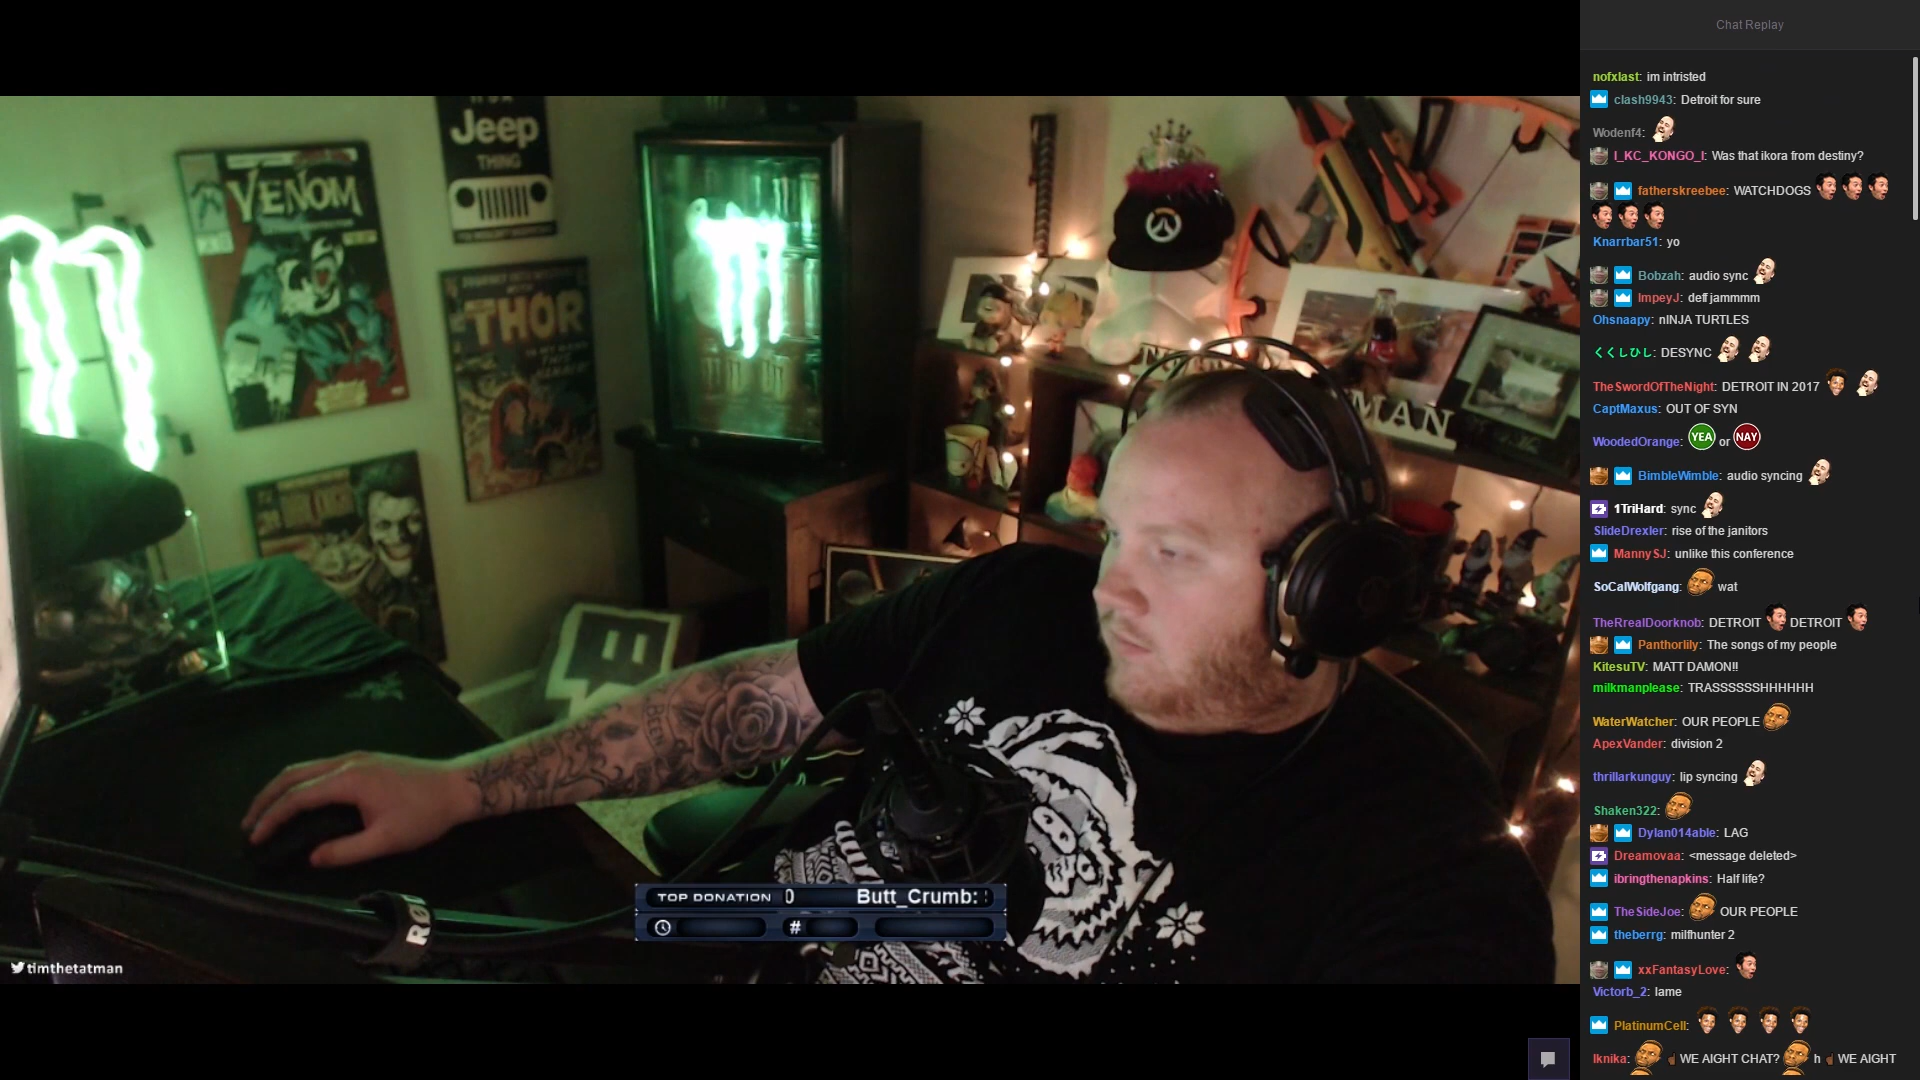 Chat Replay
VENOM
IT'S A
Jeep
THING
THOR
MAN
TOP DONATION 0 Butt_Crumb:
#
timthetatman
nofxlast: im intristed
clash9943: Detroit for sure
Wodenf4:
I_KC_KONGO_I: Was that ikora from destiny?
fatherskreebee: WATCHDOGS
Knarrbar51: yo
Bobzah: audio sync
ImpeyJ: deff jammmm
Ohsnaapy: nINJA TURTLES
くくしひし: DESYNC
TheSwordOfTheNight: DETROIT IN 2017
CaptMaxus: OUT OF SYN
WoodedOrange: YEA or NAY
BimbleWimble: audio syncing
1TriHard: sync
SlideDrexler: rise of the janitors
MannySJ: unlike this conference
SoCalWolfgang: wat
TheRrealDoorknob: DETROIT DETROIT
Panthorlily: The songs of my people
KitesuTV: MATT DAMON!!
milkmanplease: TRASSSSSSHHHHHH
WaterWatcher: OUR PEOPLE
ApexVander: division 2
thrillarkunguy: lip syncing
Shaken322:
Dylan014able: LAG
Dreamovaa: <message deleted>
ibringthenapkins: Half life?
TheSideJoe: OUR PEOPLE
theberrg: milfhunter 2
xxFantasyLove:
Victorb_2: lame
PlatinumCell:
Iknika: WE AIGHT CHAT? h WE AIGHT